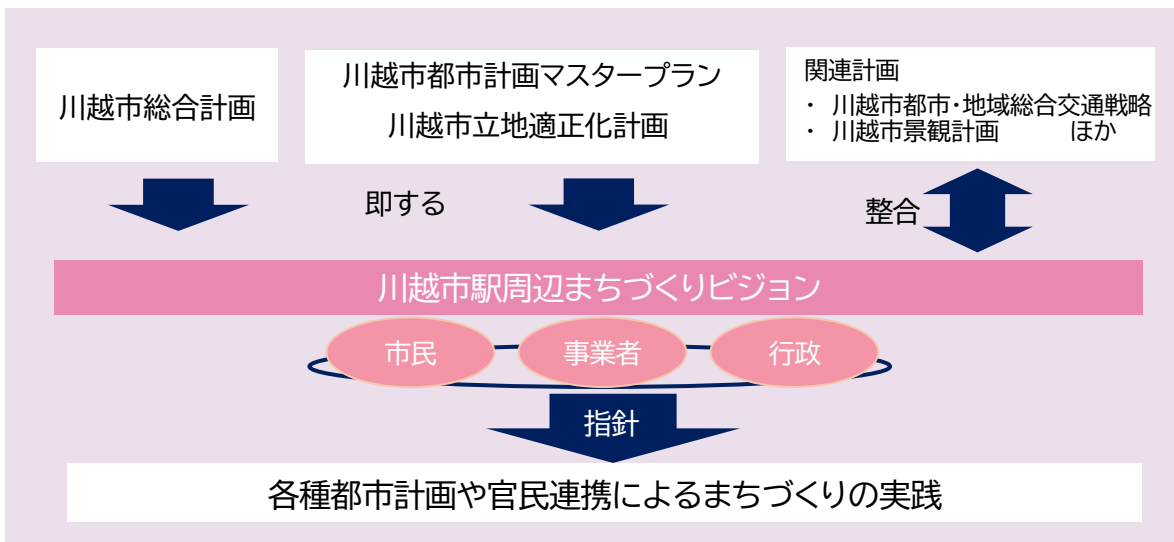 川越市総合計画
川越市都市計画マスタープラン
川越市立地適正化計画
関連計画
・ 川越市都市・地域総合交通戦略
・ 川越市景観計画 ほか
即する
整合
川越市駅周辺まちづくりビジョン
市民
事業者
行政
指針
各種都市計画や官民連携によるまちづくりの実践